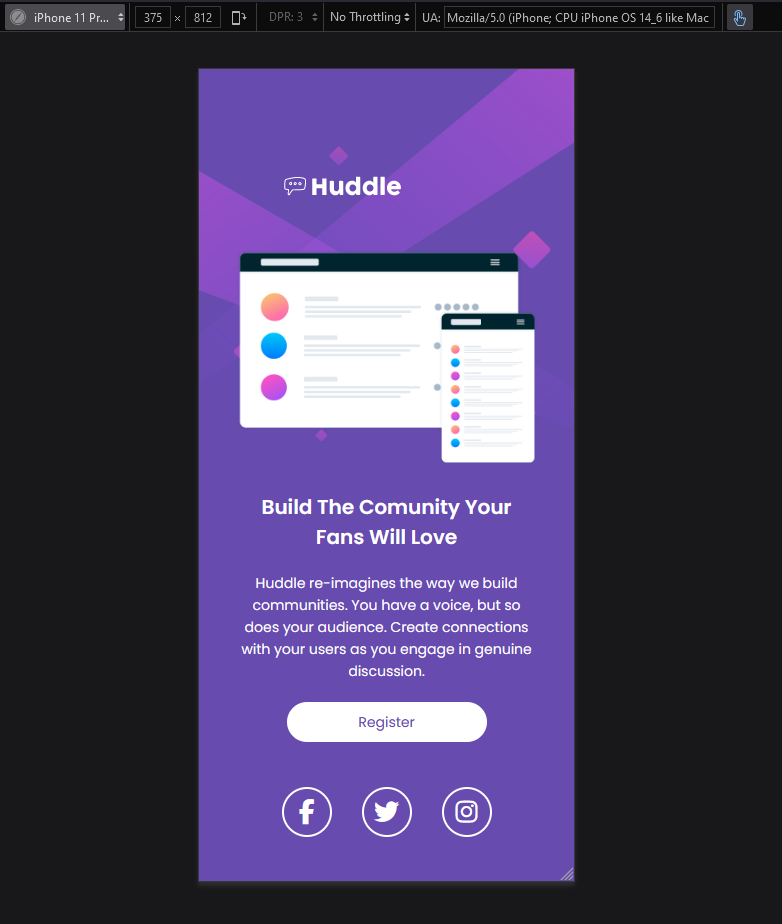 iPhone 11 Pr... 375 × 812 DPR: 3 No Throttling UA: Mozilla/5.0 (iPhone; CPU iPhone OS 14_6 like Mac
Huddle
Build The Comunity Your
Fans Will Love
Huddle re-imagines the way we build
communities. You have a voice, but so
does your audience. Create connections
with your users as you engage in genuine
discussion.
Register